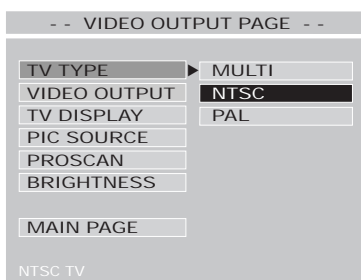 - - VIDEO OUTPUT PAGE - -
TV TYPE
MULTI
VIDEO OUTPUT
NTSC
TV DISPLAY
PAL
PIC SOURCE
PROSCAN
BRIGHTNESS
MAIN PAGE
NTSC TV